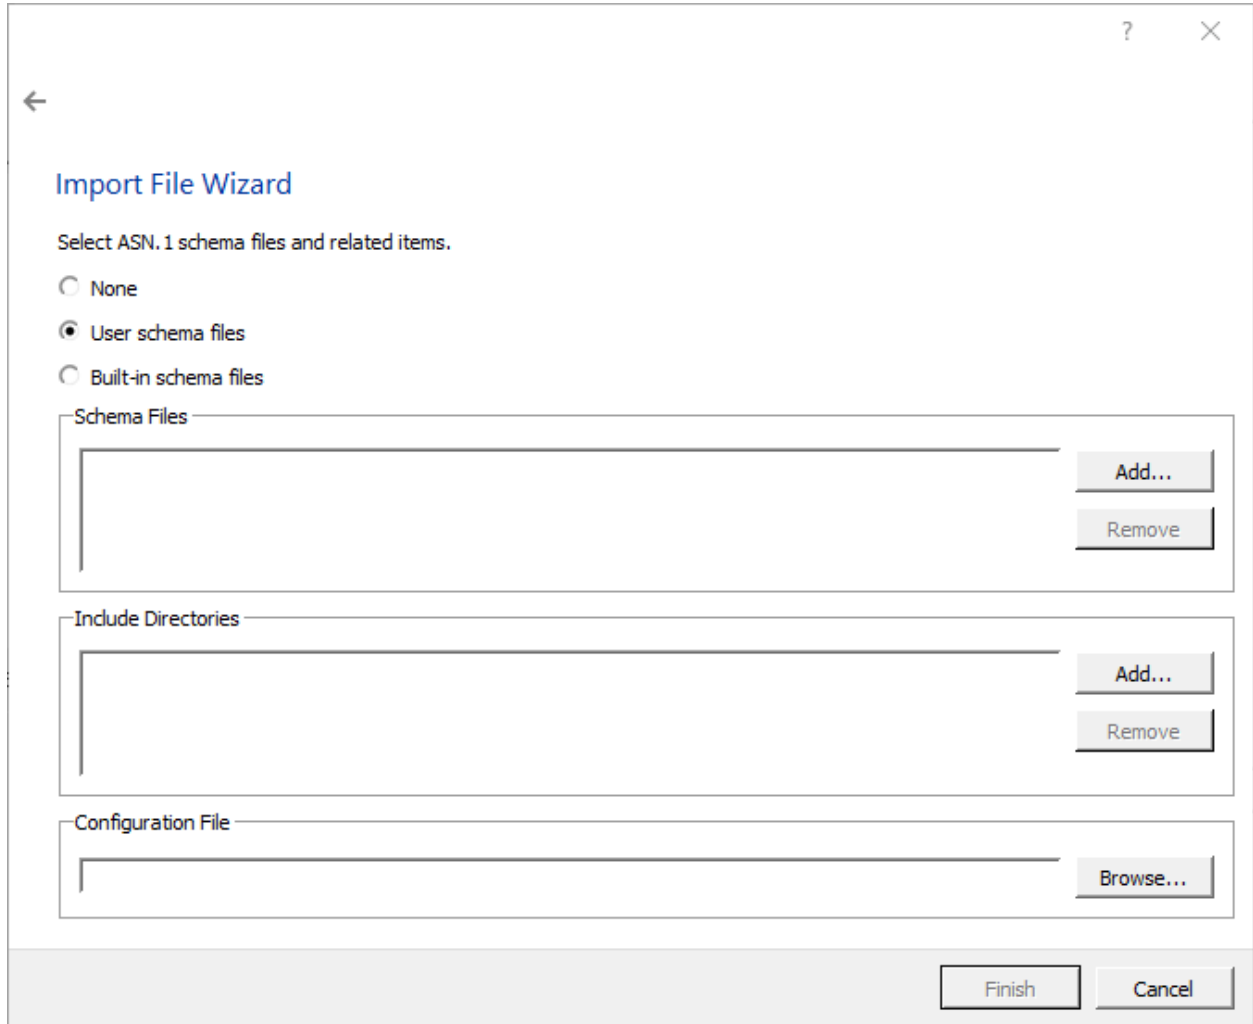 ?
Import File Wizard
Select ASN.1 schema files and related items.
None
User schema files
Built-in schema files
Schema Files
Add...
Remove
Include Directories
Add...
Remove
Configuration File
Browse...
Finish
Cancel